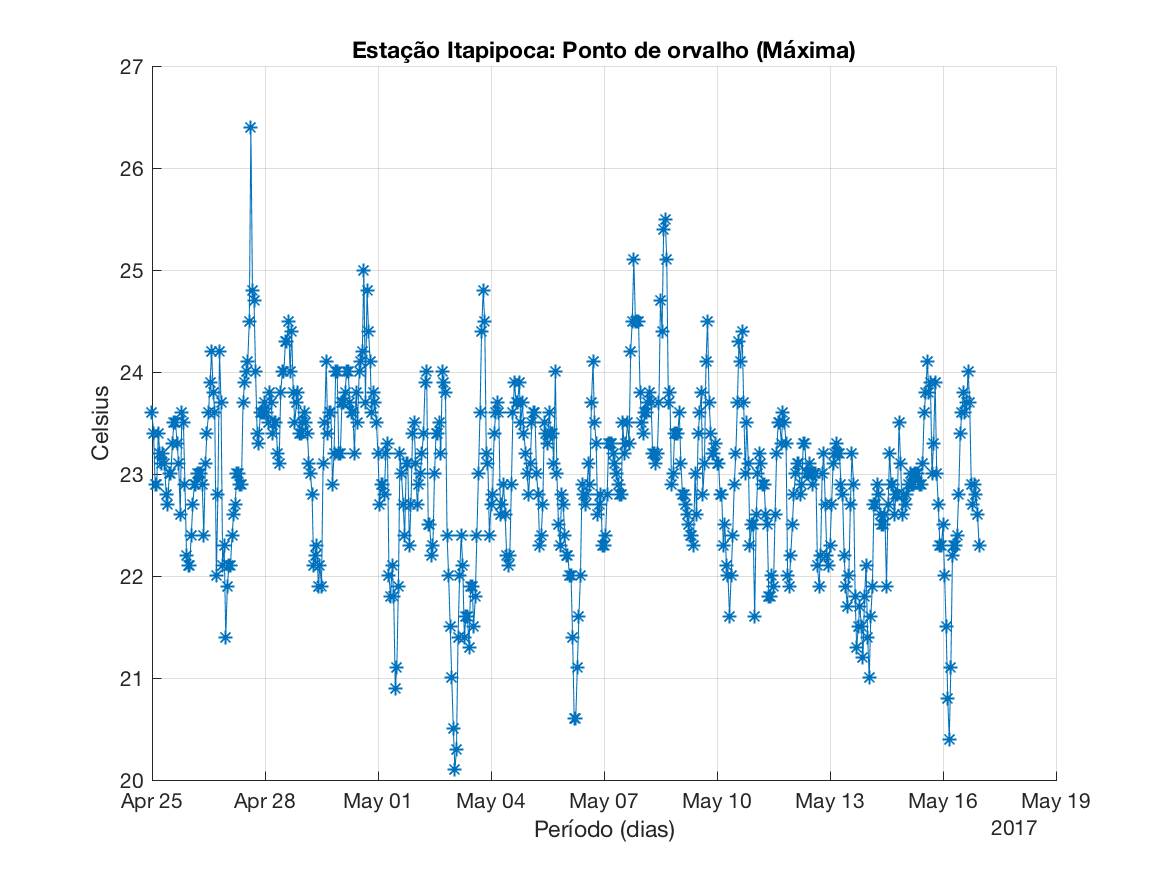 Estação Itapipoca: Ponto de orvalho (Máxima)
27
26
25
24
23
22
21
20
Celsius
Apr 25 Apr 28 May 01 May 04 May 07 May 10 May 13 May 16 May 19
Período (dias)
2017